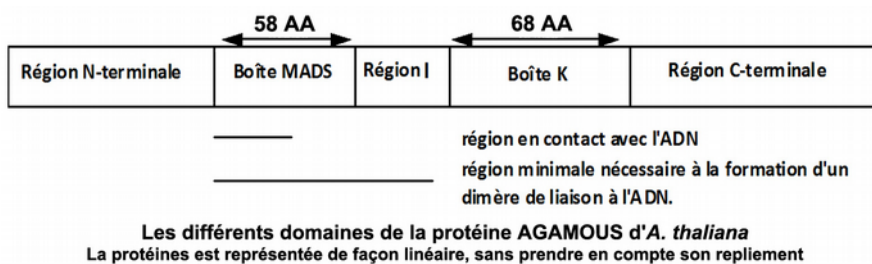 58 AA
68 AA
Région N-terminale
Boîte MADS
Région I
Boîte K
Région C-terminale
région en contact avec l'ADN
région minimale nécessaire à la formation d'un
dimère de liaison à l'ADN.
Les différents domaines de la protéine AGAMOUS d'A. thaliana
La protéines est représentée de façon linéaire, sans prendre en compte son repliement